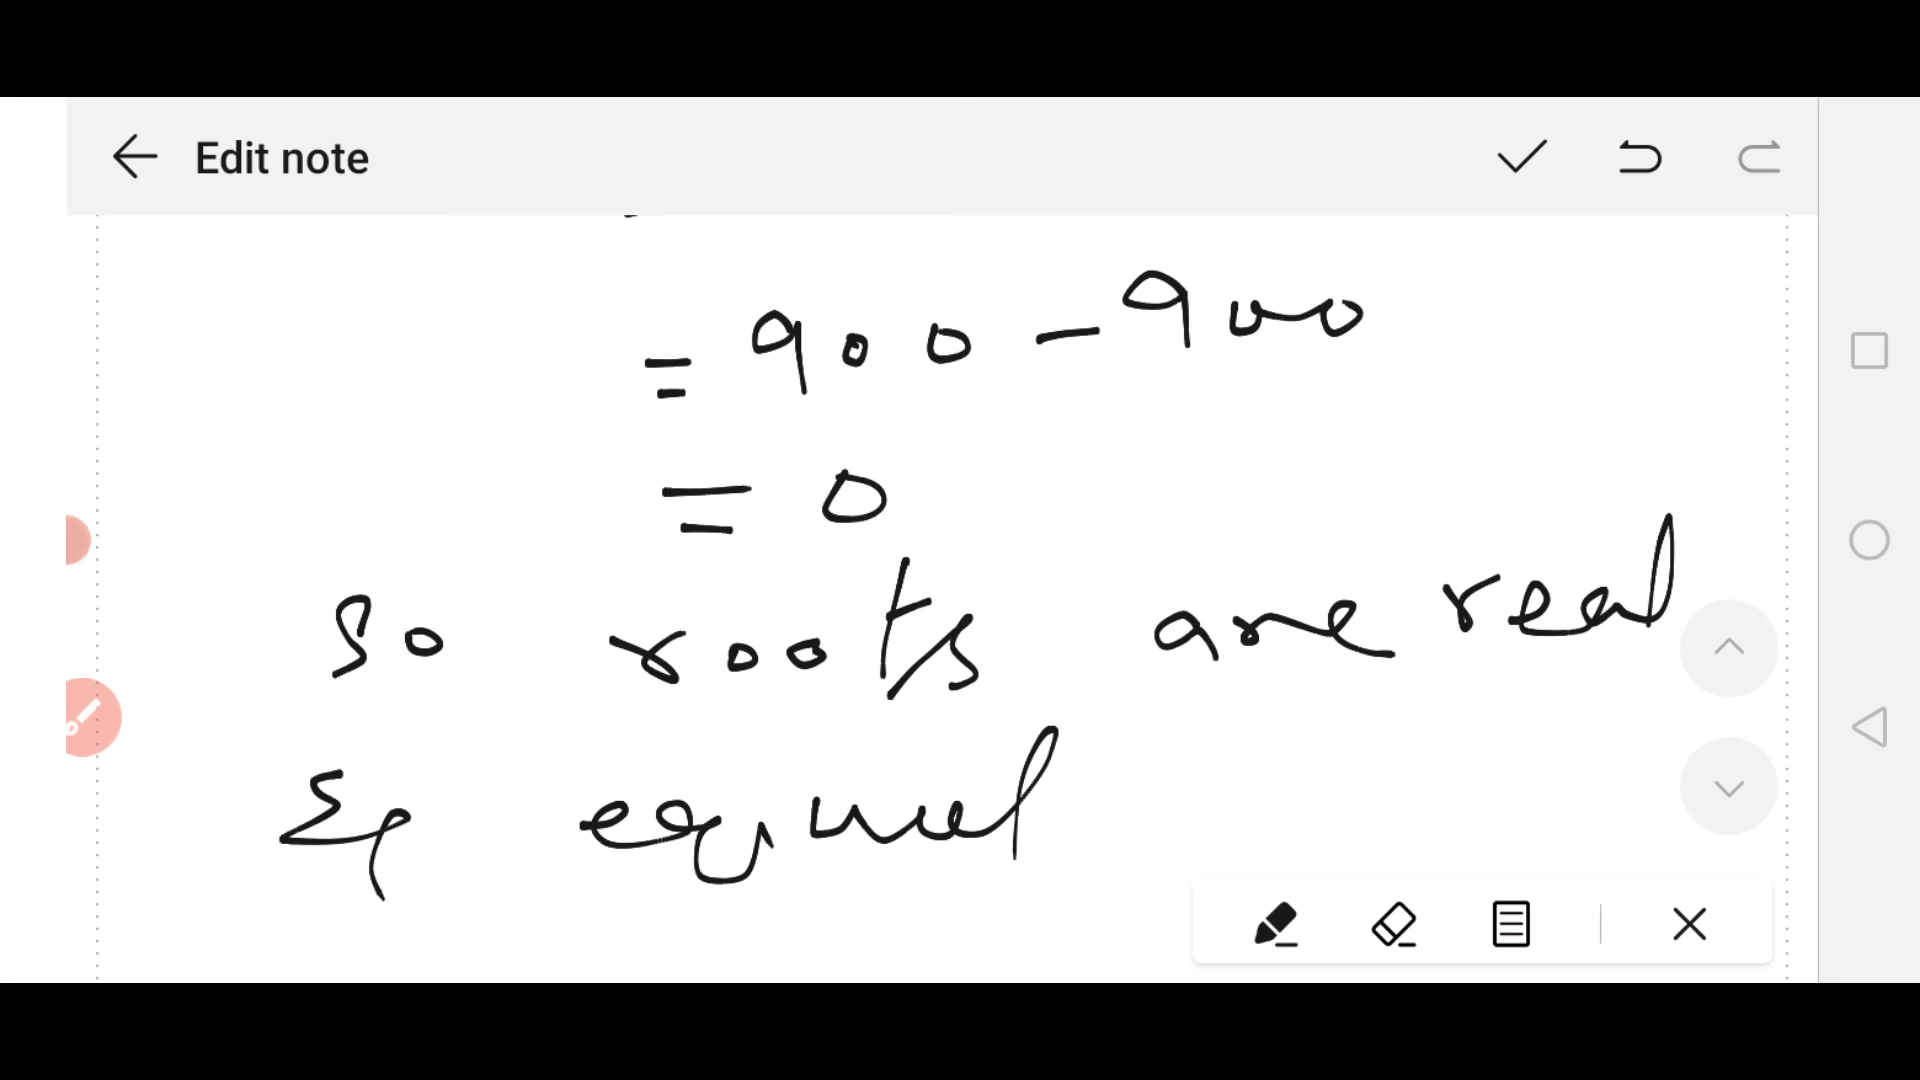 Edit note
= 900 - 900
= 0
So roots are real
& equal